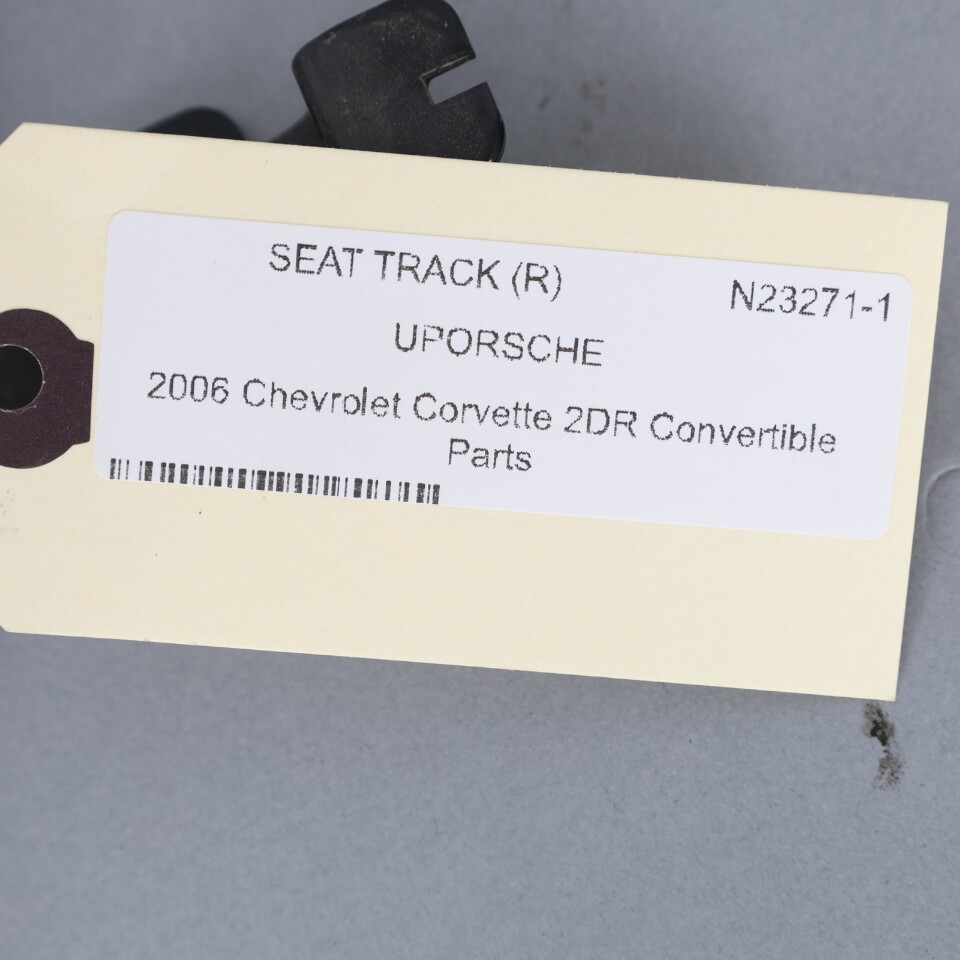 SEAT TRACK (R) N23271-1
UPORSCHE
2006 Chevrolet Corvette 2DR Convertible
Parts